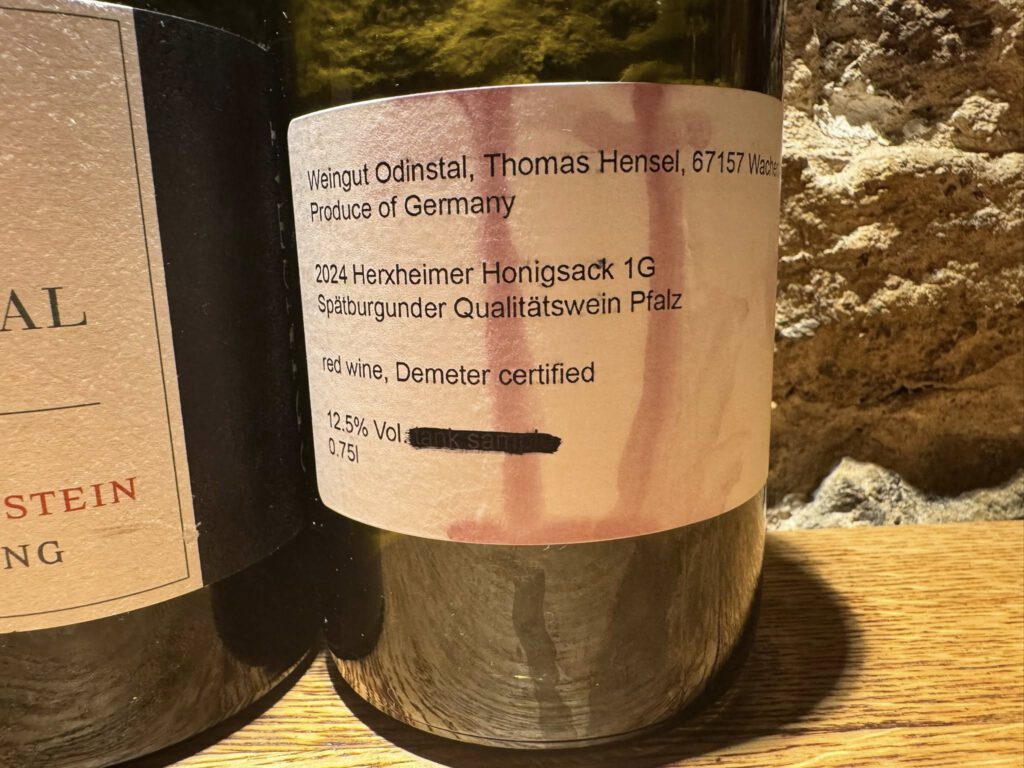 AL
STEIN
NG
Weingut Odinstal, Thomas Hensel, 67157 Wache
Produce of Germany
2024 Herxheimer Honigsack 1G
Spätburgunder Qualitätswein Pfalz
red wine, Demeter certified
12.5% Vol.
0.75l